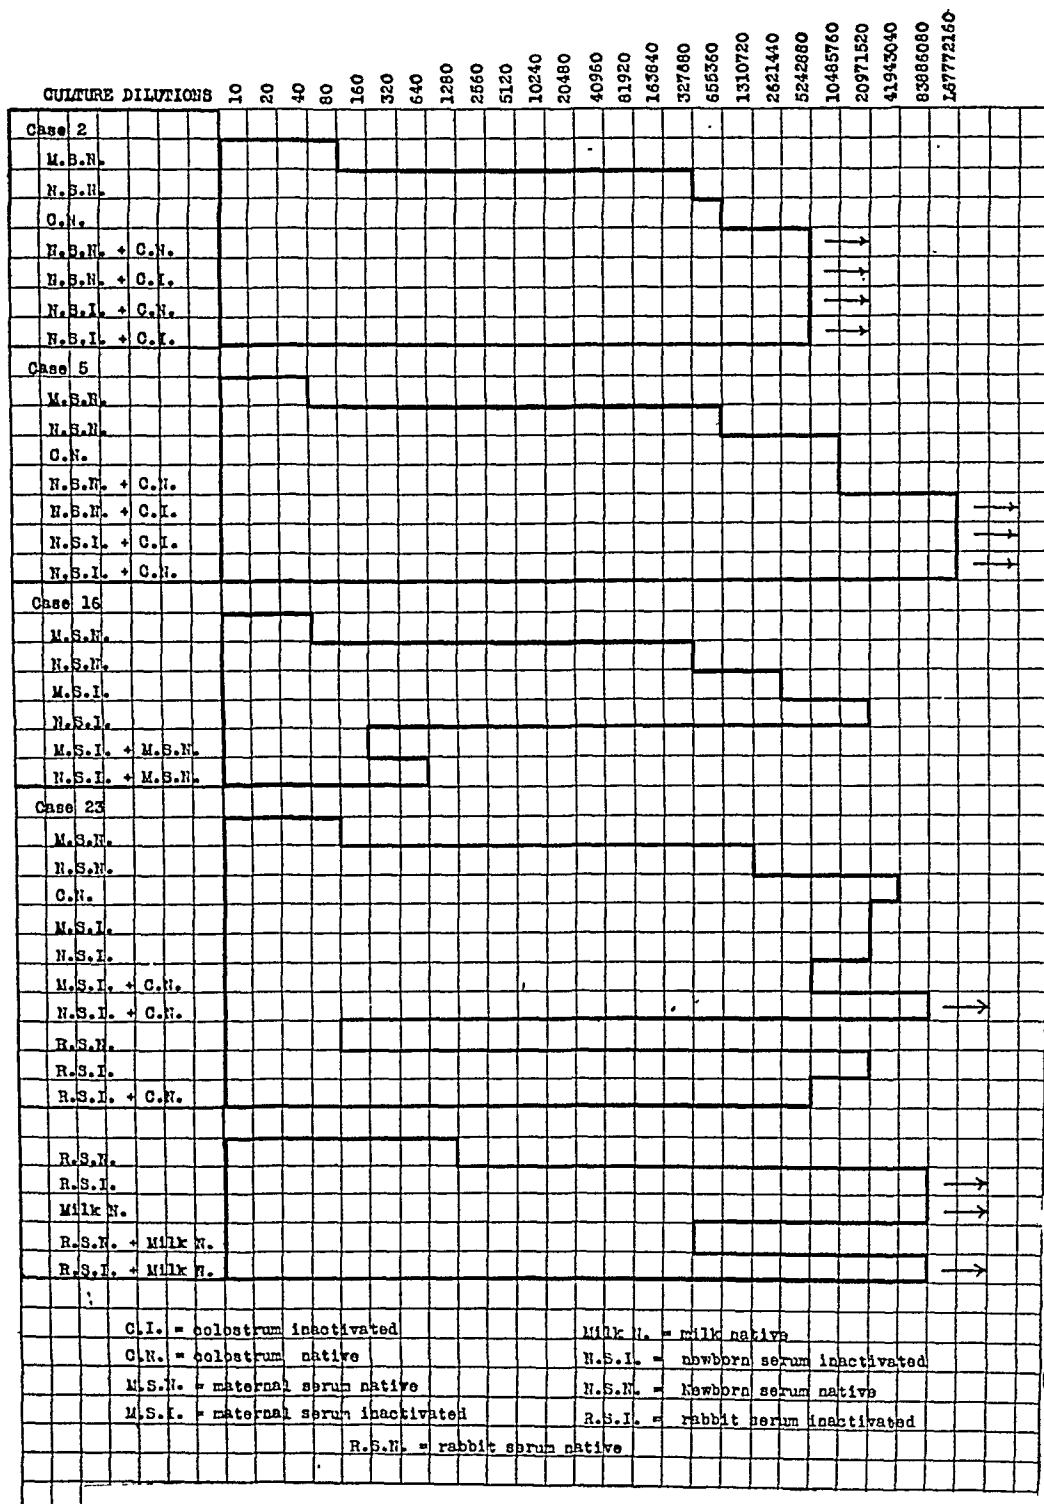 CULTURE DILUTIONS 10 20 40 80 160 320 640 1280 2560 5120 10240 20480 40960 81920 163840 327680 655360 1310720 2621440 5242880 10485760 20971520 41943040 83886080 167772160
Case 2
M.S.N.
N.S.N.
C.N.
N.S.N. + C.N.
N.S.N. + C.I.
N.S.I. + C.N.
N.S.I. + C.I.
Case 5
M.S.N.
N.S.N.
C.N.
N.S.N. + C.N.
N.S.N. + C.I.
N.S.I. + C.I.
N.S.I. + C.N.
Case 16
M.S.N.
N.S.N.
M.S.I.
N.S.I.
M.S.I. + M.S.N.
N.S.I. + M.S.N.
Case 23
M.S.N.
N.S.N.
C.N.
M.S.I.
N.S.I.
M.S.I. + C.N.
N.S.I. + C.N.
R.S.N.
R.S.I.
R.S.I. + C.N.
R.S.N.
R.S.I.
Milk N.
R.S.N. + Milk N.
R.S.I. + Milk N.
C.I. = colostrum inactivated
C.N. = colostrum native
M.S.N. = maternal serum native
M.S.I. = maternal serum inactivated
Milk N. = milk native
N.S.I. = newborn serum inactivated
N.S.N. = Newborn serum native
R.S.I. = rabbit serum inactivated
R.S.N. = rabbit serum native